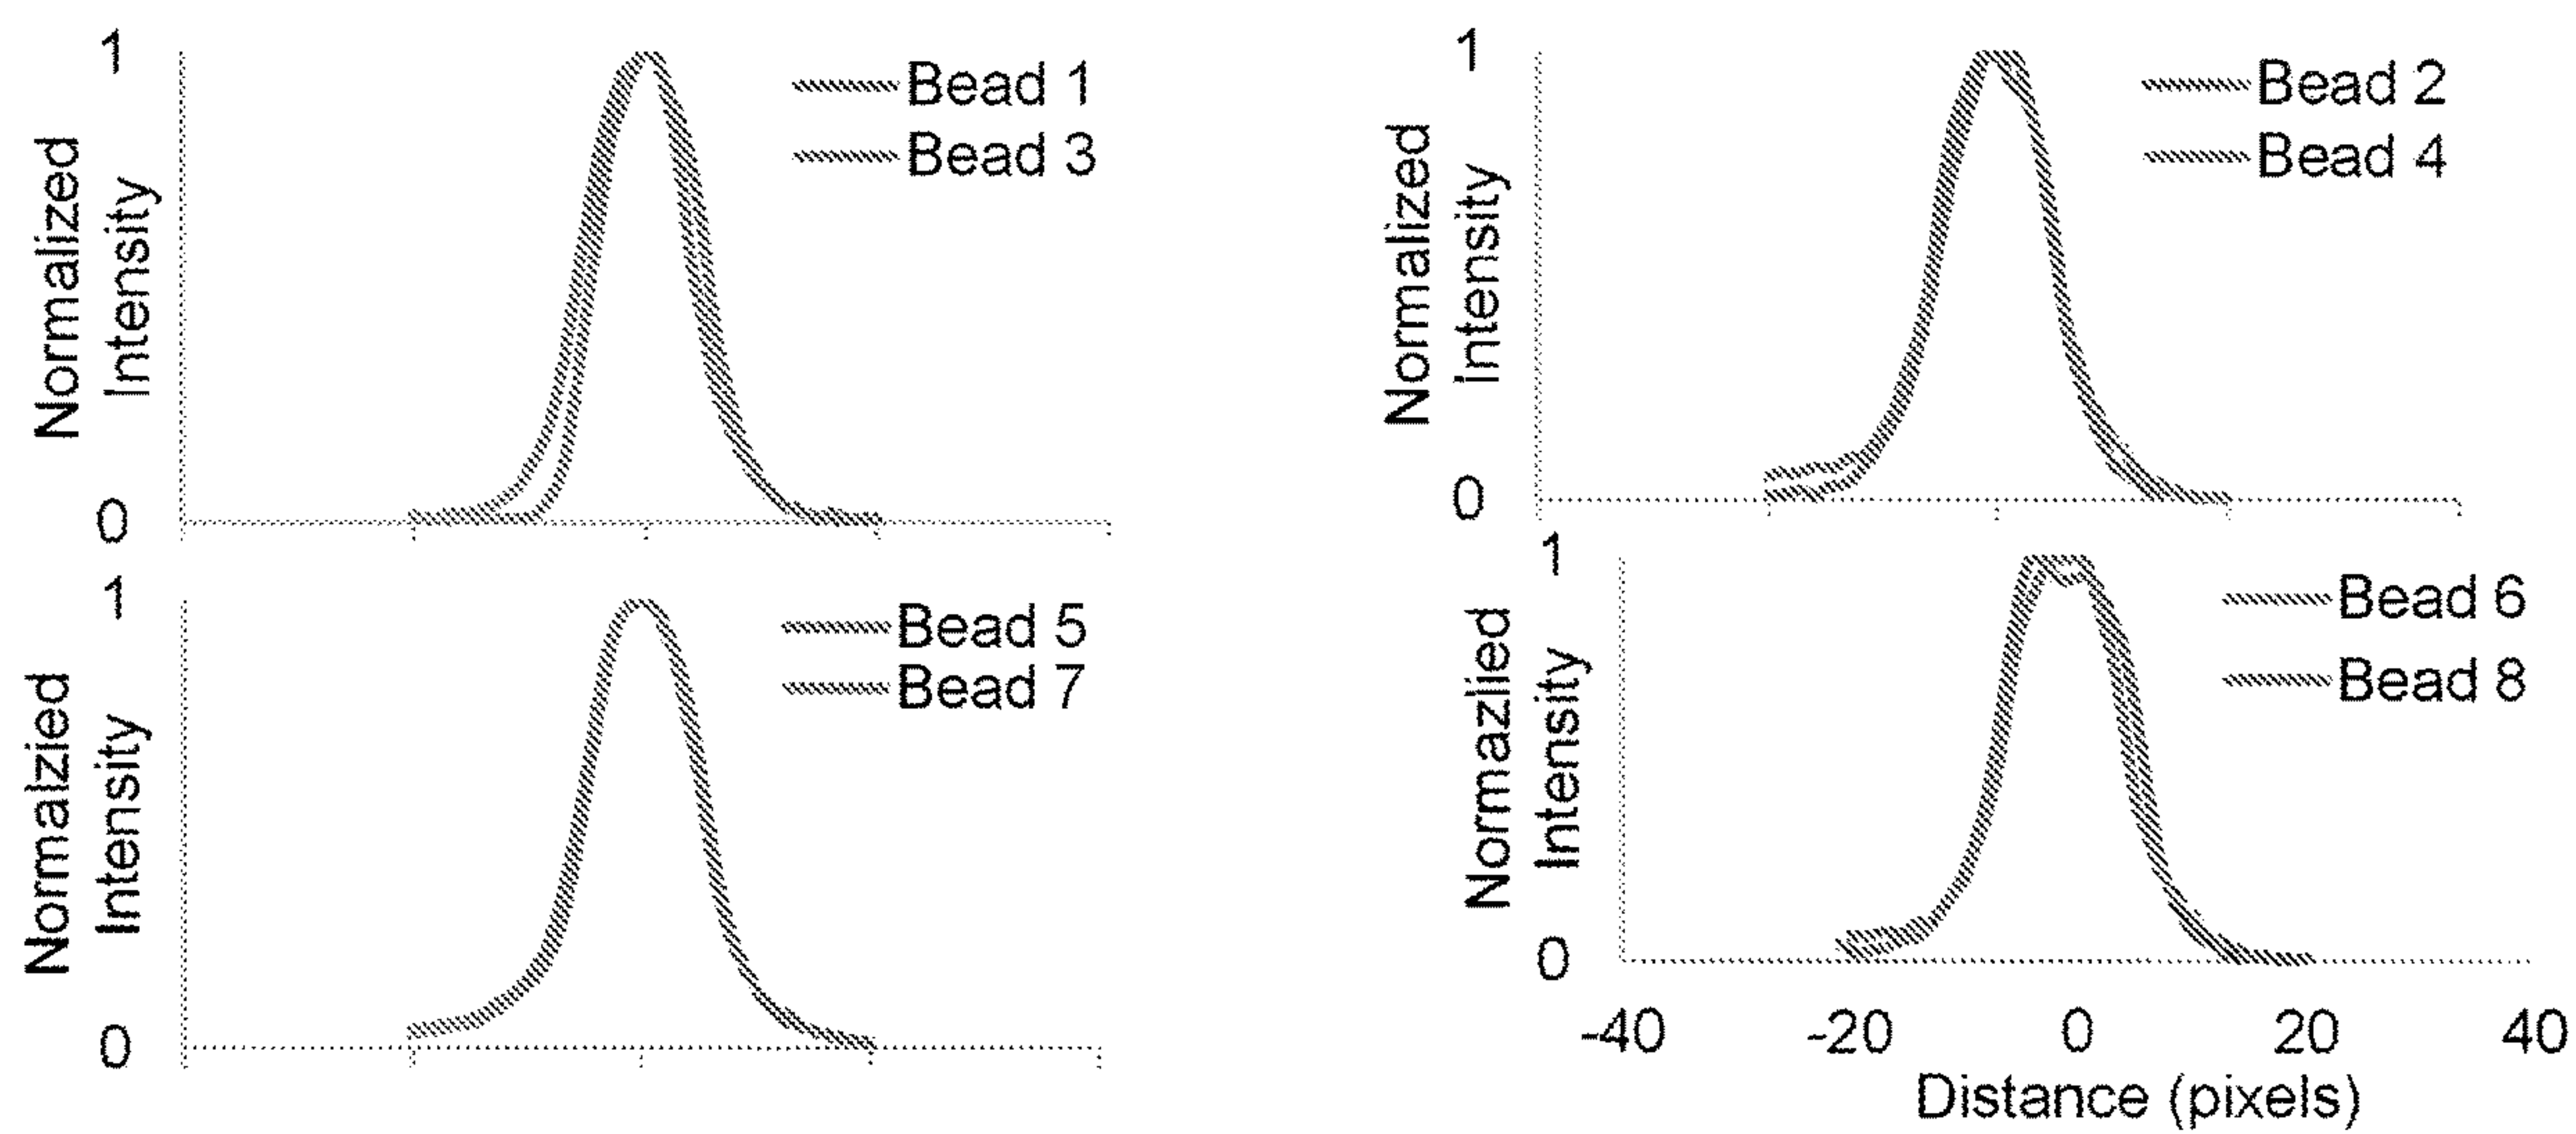 1
Normalized
Intensity
0
Bead 1
Bead 3
1
Normalized
intensity
0
Bead 2
Bead 4
1
Normalzied
Intensity
0
Bead 5
Bead 7
1
Normazlied
Intensity
0
Bead 6
Bead 8
-40 -20 0 20 40
Distance (pixels)